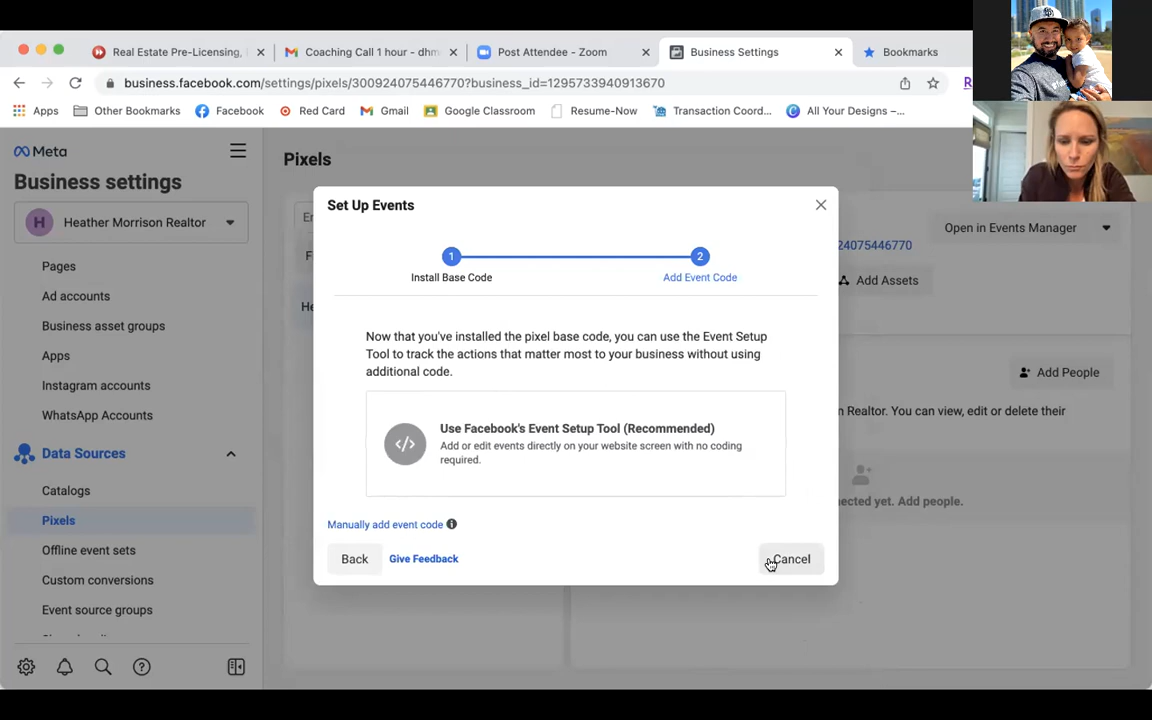 Real Estate Pre-Licensing,
Coaching Call 1 hour - dhm
Post Attendee - Zoom
Business Settings
Bookmarks
business.facebook.com/settings/pixels/300924075446770?business_id=1295733940913670
Apps
Other Bookmarks
Facebook
Red Card
Gmail
Google Classroom
Resume-Now
Transaction Coord...
All Your Designs –...
Meta
Business settings
H
Heather Morrison Realtor
Pages
Ad accounts
Business asset groups
Apps
Instagram accounts
WhatsApp Accounts
Data Sources
Catalogs
Pixels
Offline event sets
Custom conversions
Event source groups
Pixels
Open in Events Manager
24075446770
Add Assets
Add People
n Realtor. You can view, edit or delete their
nected yet. Add people.
Set Up Events
1
2
Install Base Code
Add Event Code
Now that you've installed the pixel base code, you can use the Event Setup
Tool to track the actions that matter most to your business without using
additional code.
Use Facebook's Event Setup Tool (Recommended)
Add or edit events directly on your website screen with no coding
required.
Manually add event code
Back
Give Feedback
Cancel